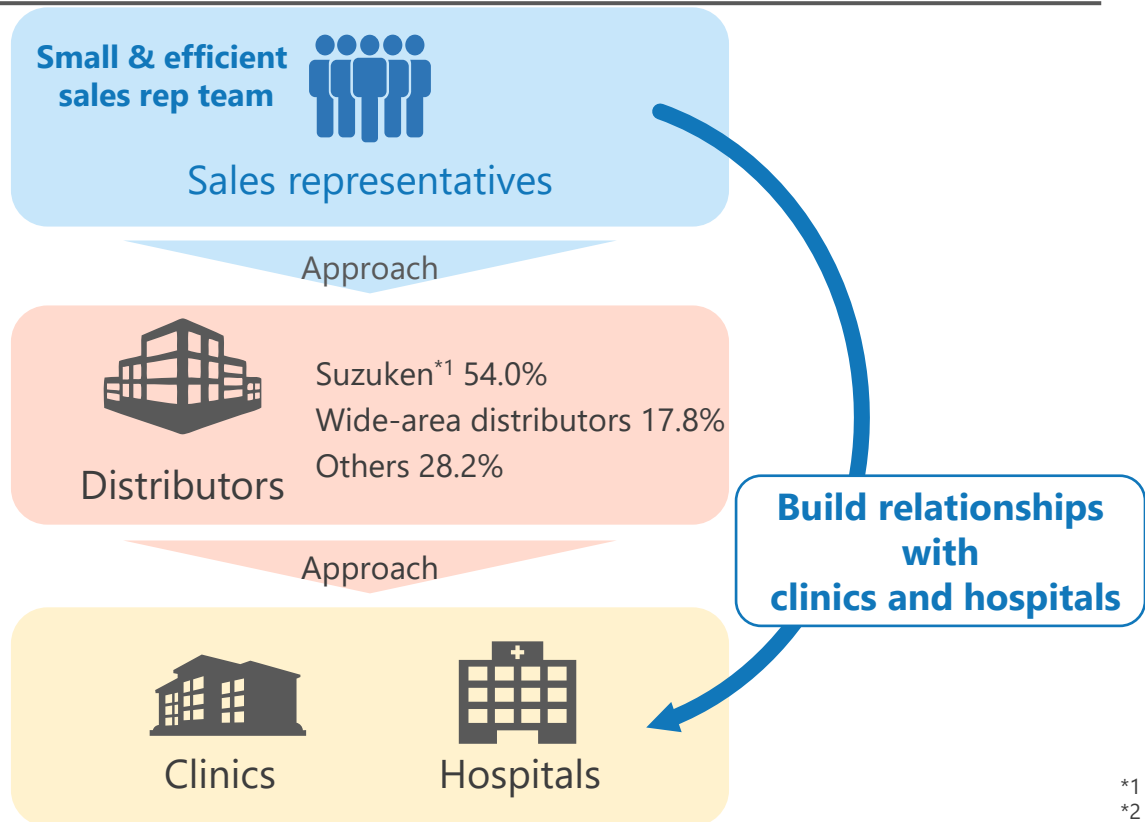 Small & efficient
sales rep team
Sales representatives
Approach
Distributors
Suzuken*1 54.0%
Wide-area distributors 17.8%
Others 28.2%
Approach
Build relationships
with
clinics and hospitals
Clinics
Hospitals
*1
*2